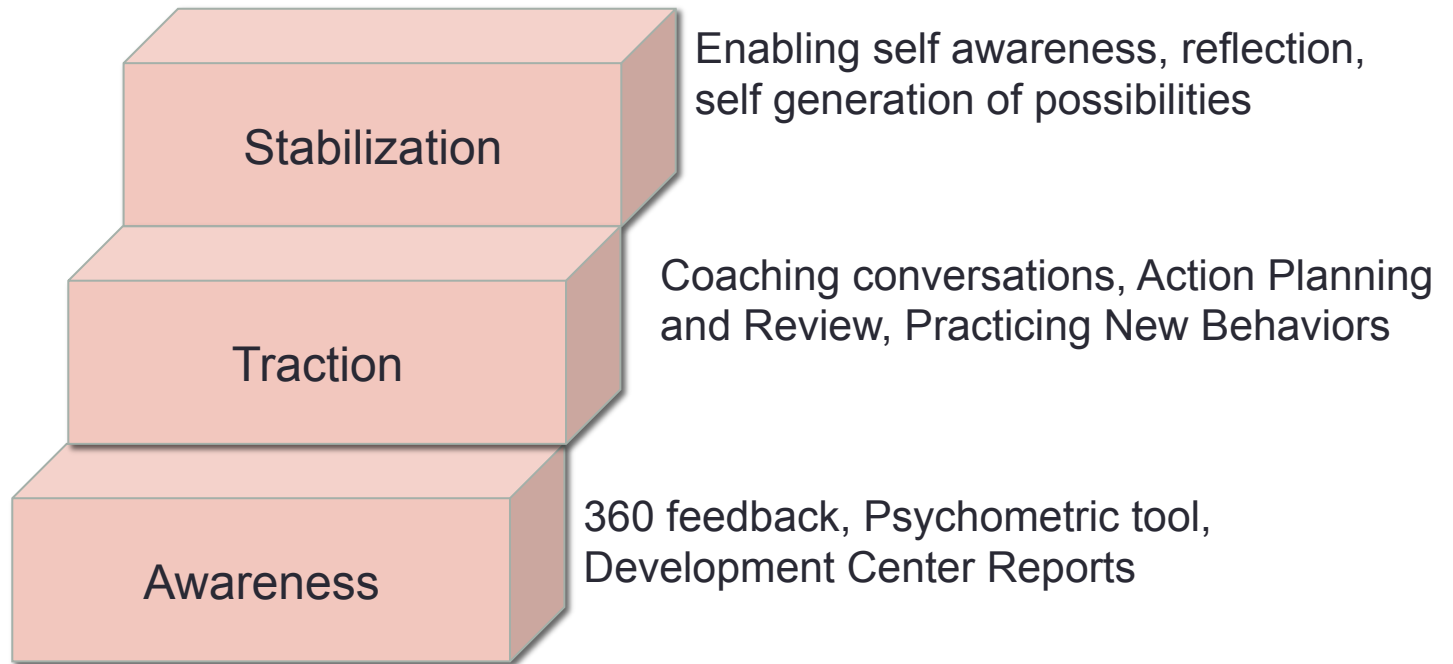 Enabling self awareness, reflection,
self generation of possibilities
Stabilization
Coaching conversations, Action Planning
and Review, Practicing New Behaviors
Traction
360 feedback, Psychometric tool,
Development Center Reports
Awareness